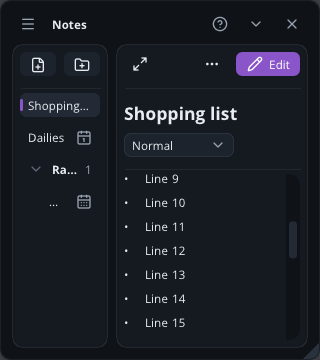 Notes
Edit
Shopping...
Dailies
Ra... 1
...
Shopping list
Normal
• Line 9
• Line 10
• Line 11
• Line 12
• Line 13
• Line 14
• Line 15